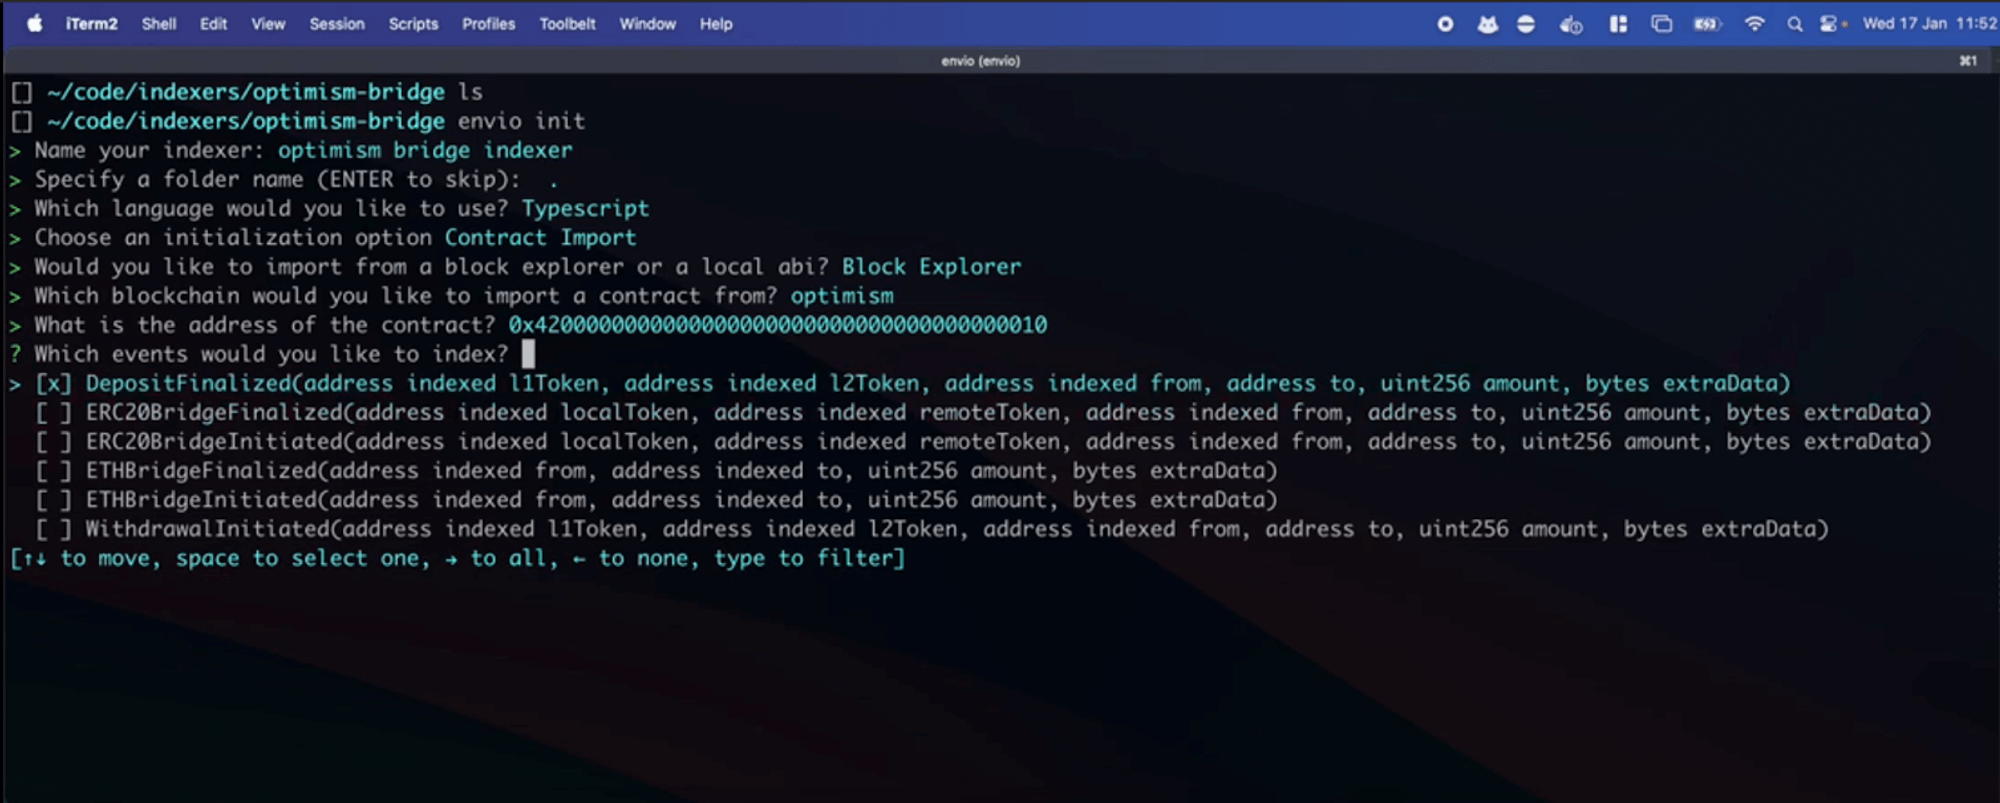 iTerm2 Shell Edit View Session Scripts Profiles Toolbelt Window Help Wed 17 Jan 11:52
envio (envio) ⌘1
[] ~/code/indexers/optimism-bridge ls
[] ~/code/indexers/optimism-bridge envio init
> Name your indexer: optimism bridge indexer
> Specify a folder name (ENTER to skip): .
> Which language would you like to use? Typescript
> Choose an initialization option Contract Import
> Would you like to import from a block explorer or a local abi? Block Explorer
> Which blockchain would you like to import a contract from? optimism
> What is the address of the contract? 0x4200000000000000000000000000000000000010
? Which events would you like to index?
> [x] DepositFinalized(address indexed l1Token, address indexed l2Token, address indexed from, address to, uint256 amount, bytes extraData)
[ ] ERC20BridgeFinalized(address indexed localToken, address indexed remoteToken, address indexed from, address to, uint256 amount, bytes extraData)
[ ] ERC20BridgeInitiated(address indexed localToken, address indexed remoteToken, address indexed from, address to, uint256 amount, bytes extraData)
[ ] ETHBridgeFinalized(address indexed from, address indexed to, uint256 amount, bytes extraData)
[ ] ETHBridgeInitiated(address indexed from, address indexed to, uint256 amount, bytes extraData)
[ ] WithdrawalInitiated(address indexed l1Token, address indexed l2Token, address indexed from, address to, uint256 amount, bytes extraData)
[↑↓ to move, space to select one, → to all, ← to none, type to filter]